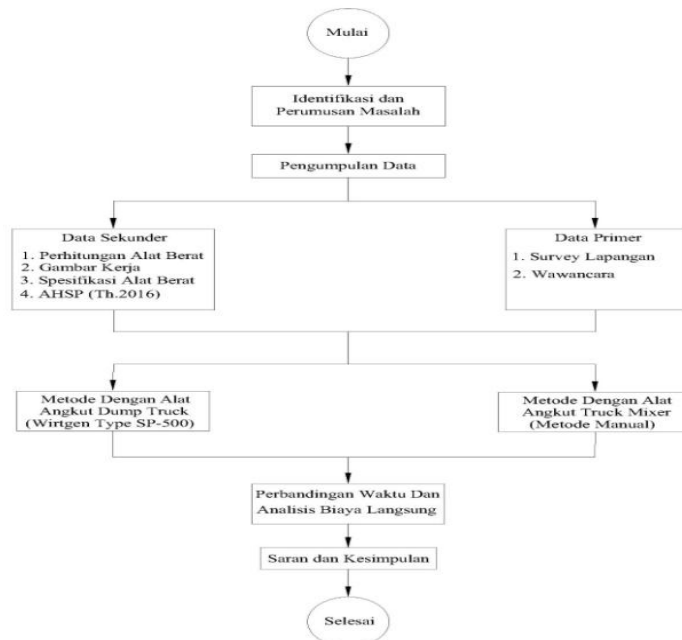 Mulai
Identifikasi dan
Perumusan Masalah
Pengumpulan Data
Data Sekunder
1. Perhitungan Alat Berat
2. Gambar Kerja
3. Spesifikasi Alat Berat
4. AHSP (Th.2016)
Data Primer
1. Survey Lapangan
2. Wawancara
Metode Dengan Alat
Angkut Dump Truck
(Wirtgen Type SP-500)
Metode Dengan Alat
Angkut Truck Mixer
(Metode Manual)
Perbandingan Waktu Dan
Analisis Biaya Langsung
Saran dan Kesimpulan
Selesai